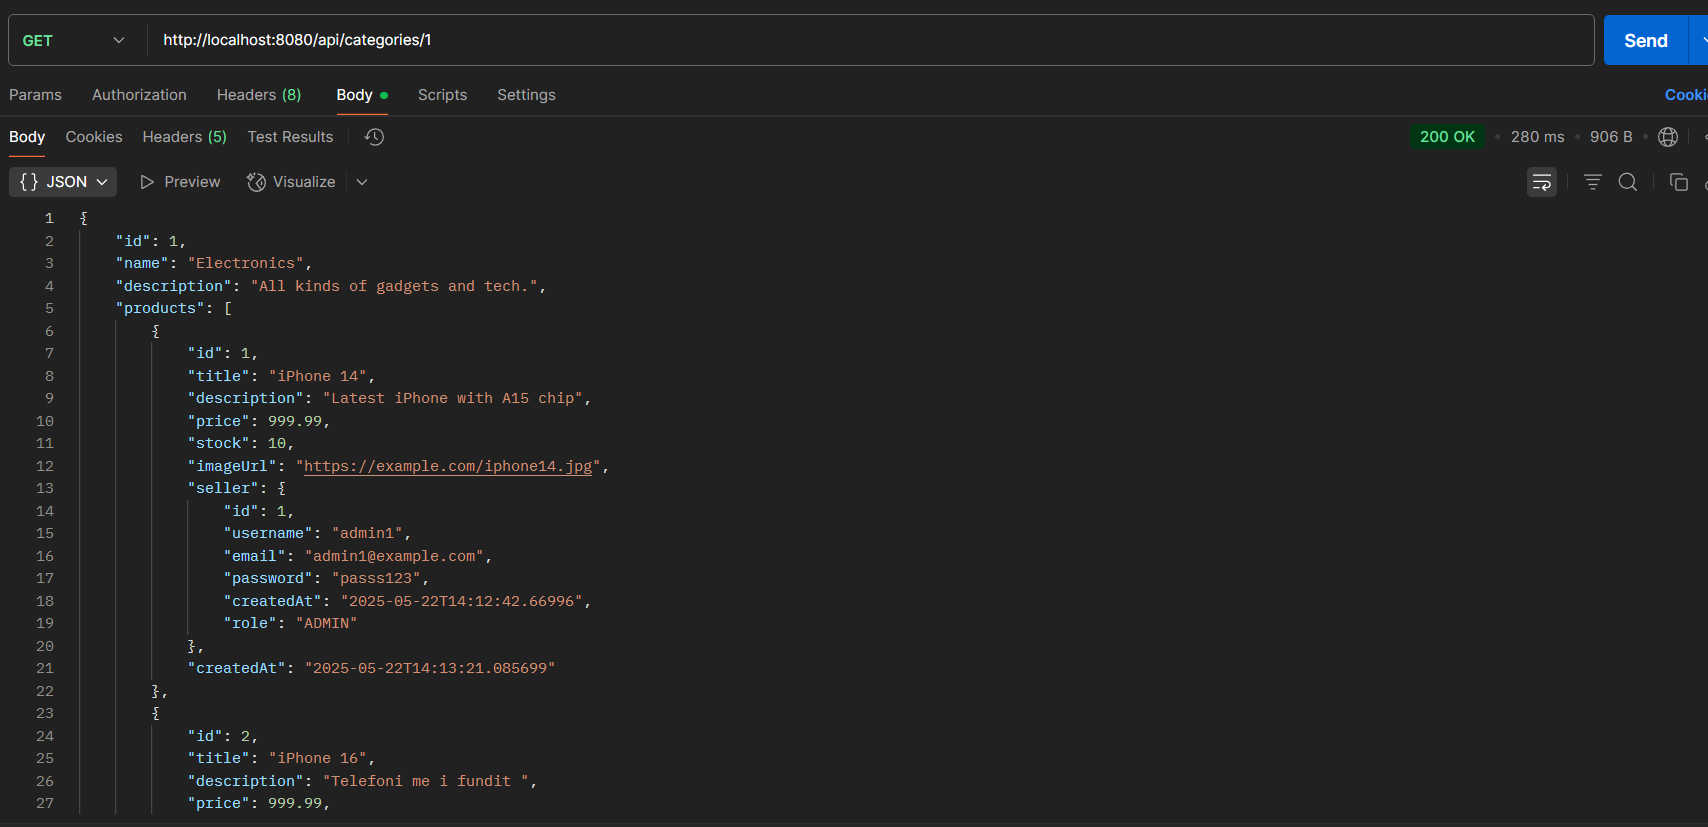 GET http://localhost:8080/api/categories/1 Send
Params Authorization Headers (8) Body Scripts Settings
Body Cookies Headers (5) Test Results 200 OK 280 ms 906 B
{} JSON Preview Visualize
1 {
2 "id": 1,
3 "name": "Electronics",
4 "description": "All kinds of gadgets and tech.",
5 "products": [
6 {
7 "id": 1,
8 "title": "iPhone 14",
9 "description": "Latest iPhone with A15 chip",
10 "price": 999.99,
11 "stock": 10,
12 "imageUrl": "https://example.com/iphone14.jpg",
13 "seller": {
14 "id": 1,
15 "username": "admin1",
16 "email": "admin1@example.com",
17 "password": "passs123",
18 "createdAt": "2025-05-22T14:12:42.66996",
19 "role": "ADMIN"
20 },
21 "createdAt": "2025-05-22T14:13:21.085699"
22 },
23 {
24 "id": 2,
25 "title": "iPhone 16",
26 "description": "Telefoni me i fundit ",
27 "price": 999.99,